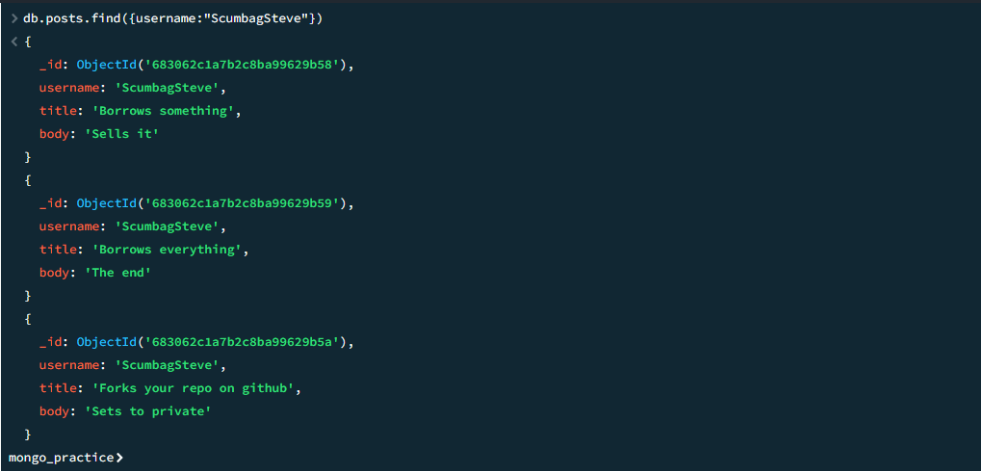 > db.posts.find({username:"ScumbagSteve"})
< {
_id: ObjectId('683062c1a7b2c8ba99629b58'),
username: 'ScumbagSteve',
title: 'Borrows something',
body: 'Sells it'
}
{
_id: ObjectId('683062c1a7b2c8ba99629b59'),
username: 'ScumbagSteve',
title: 'Borrows everything',
body: 'The end'
}
{
_id: ObjectId('683062c1a7b2c8ba99629b5a'),
username: 'ScumbagSteve',
title: 'Forks your repo on github',
body: 'Sets to private'
}
mongo_practice>